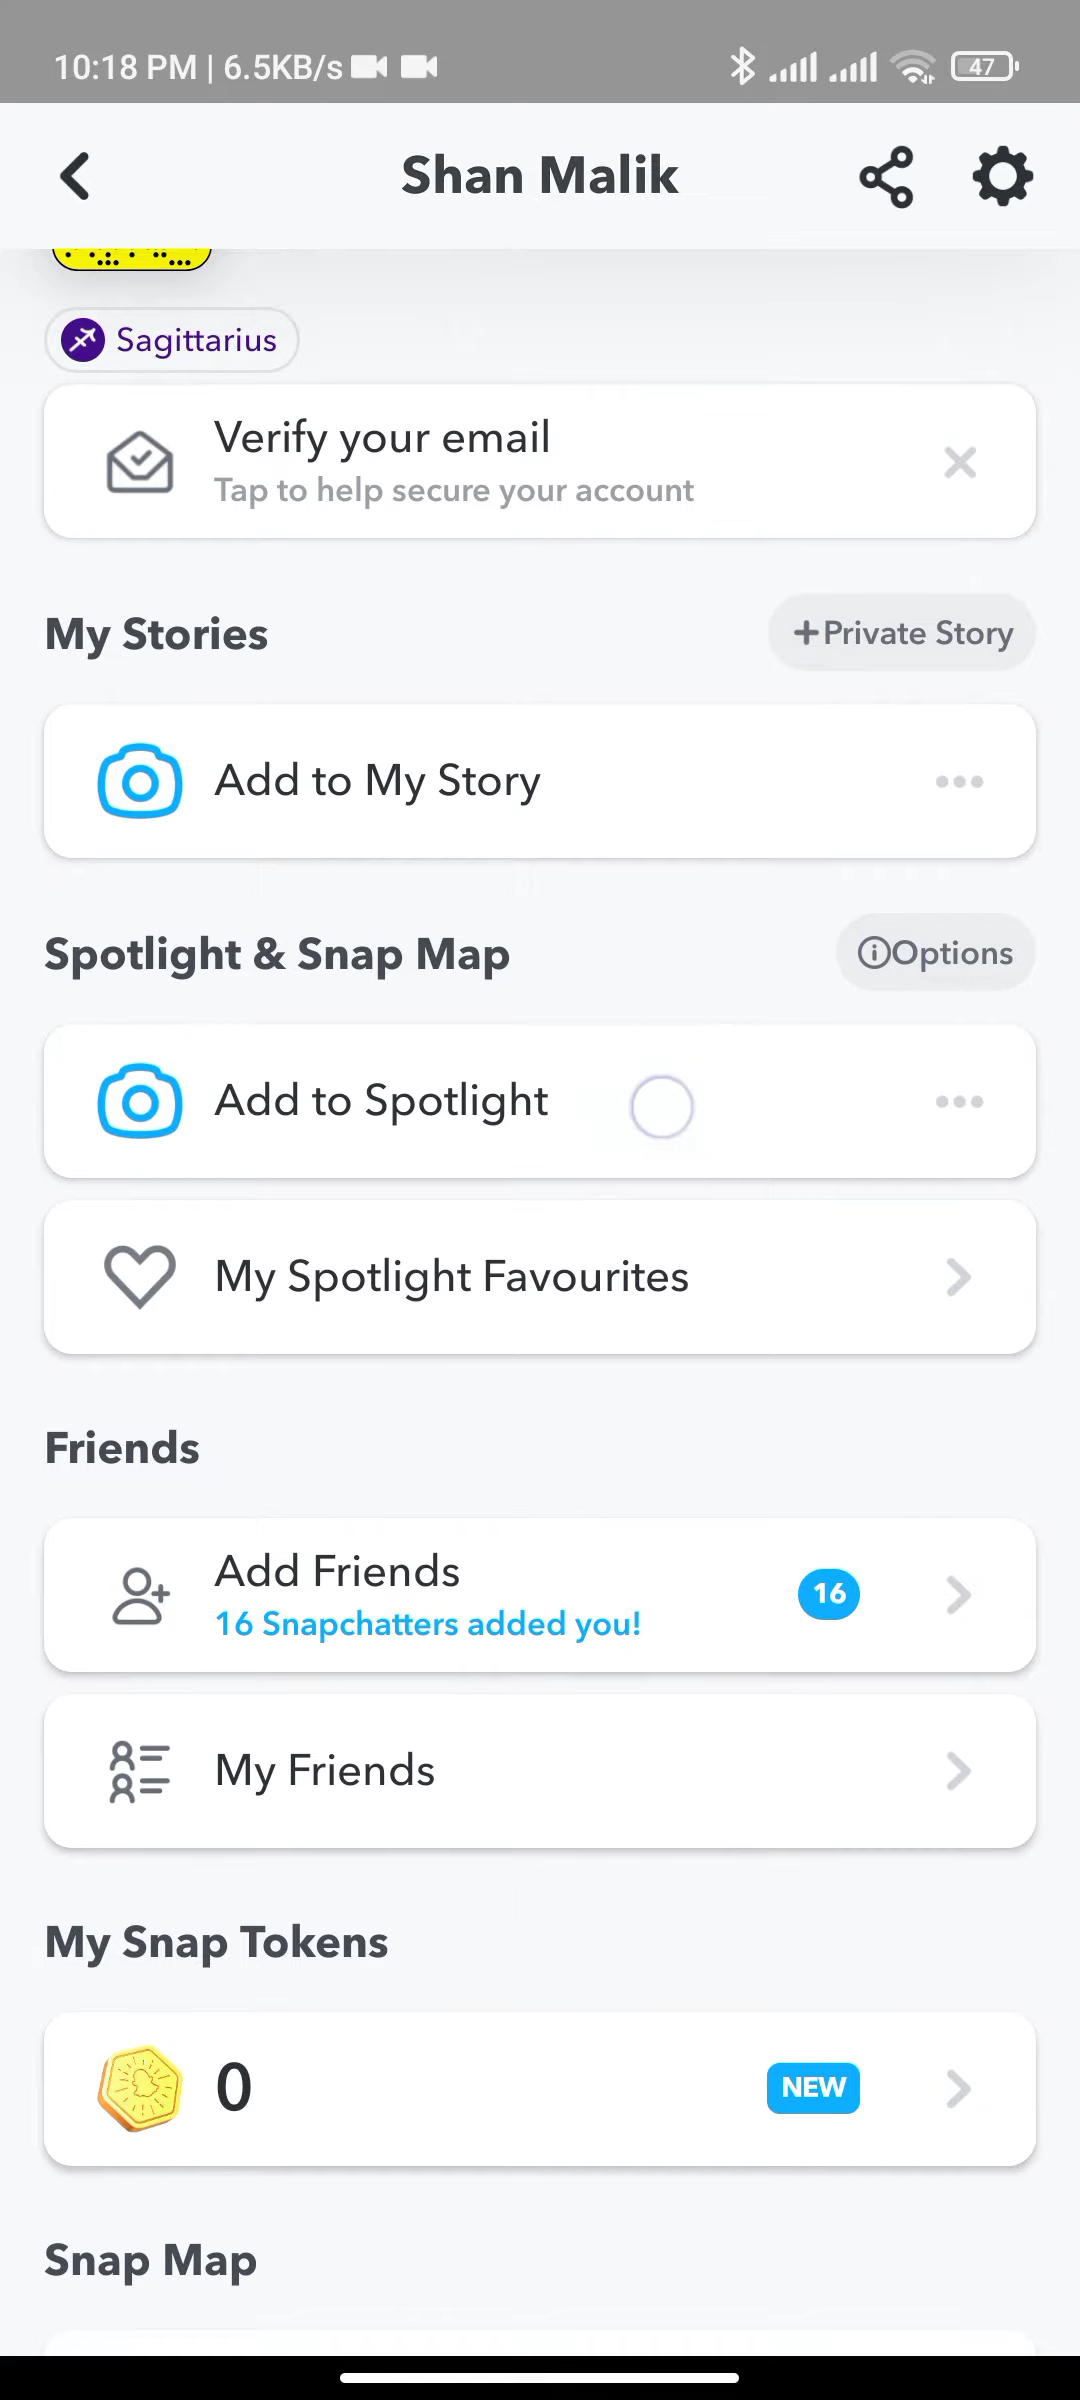 10:18 PM | 6.5KB/s 47
Shan Malik
Sagittarius
Verify your email
Tap to help secure your account
My Stories
+Private Story
Add to My Story
Spotlight & Snap Map
Options
Add to Spotlight
My Spotlight Favourites
Friends
Add Friends
16 Snapchatters added you!
16
My Friends
My Snap Tokens
0
NEW
Snap Map